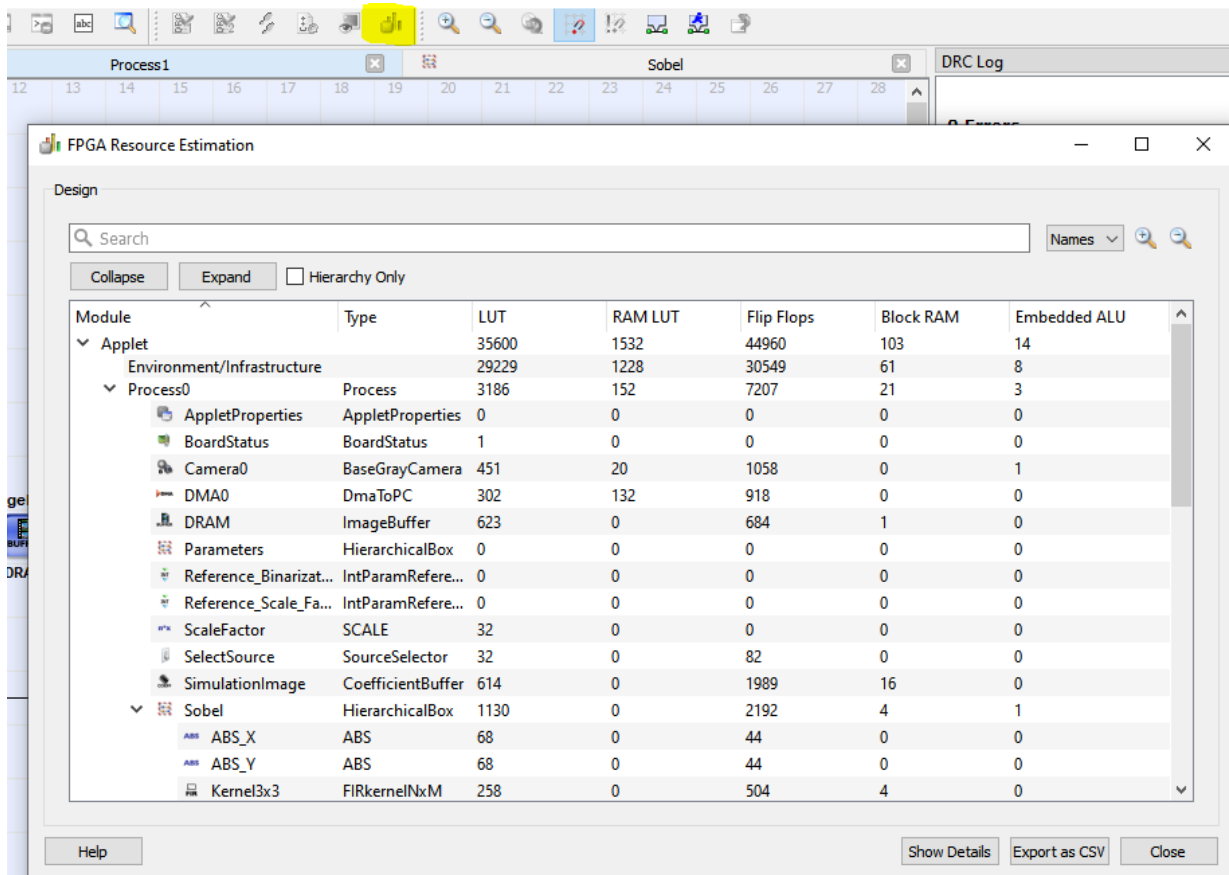 abc
Process1 Sobel DRC Log
12 13 14 15 16 17 18 19 20 21 22 23 24 25 26 27 28
FPGA Resource Estimation
Design
Search Names
Collapse Expand Hierarchy Only
Module Type LUT RAM LUT Flip Flops Block RAM Embedded ALU
Applet 35600 1532 44960 103 14
Environment/Infrastructure 29229 1228 30549 61 8
Process0 Process 3186 152 7207 21 3
AppletProperties AppletProperties 0 0 0 0 0
BoardStatus BoardStatus 1 0 0 0 0
Camera0 BaseGrayCamera 451 20 1058 0 1
DMA0 DmaToPC 302 132 918 0 0
DRAM ImageBuffer 623 0 684 1 0
Parameters HierarchicalBox 0 0 0 0 0
Reference_Binarizat... IntParamRefere... 0 0 0 0 0
Reference_Scale_Fa... IntParamRefere... 0 0 0 0 0
ScaleFactor SCALE 32 0 0 0 0
SelectSource SourceSelector 32 0 82 0 0
SimulationImage CoefficientBuffer 614 0 1989 16 0
Sobel HierarchicalBox 1130 0 2192 4 1
ABS ABS_X ABS 68 0 44 0 0
ABS ABS_Y ABS 68 0 44 0 0
FIR Kernel3x3 FIRkernelNxM 258 0 504 4 0
Help Show Details Export as CSV Close